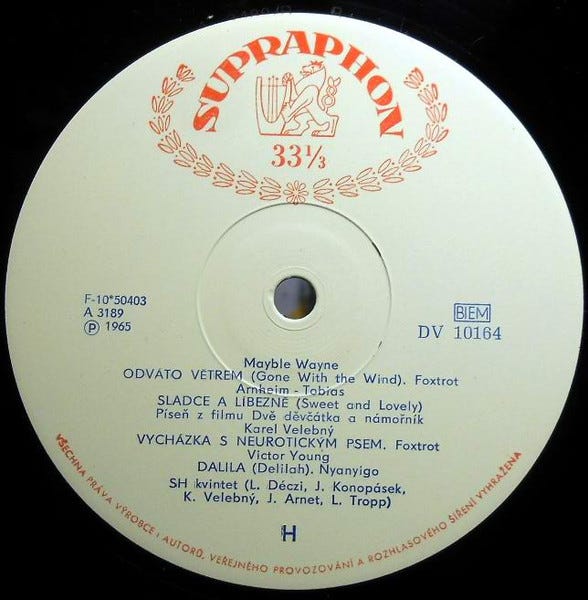 SUPRAPHON
33⅓
F-10*50403
A 3189
Ⓟ 1965
BIEM
DV 10164
Mayble Wayne
ODVÁTO VĚTREM (Gone With the Wind). Foxtrot
Arnheim - Tobias
SLADCE A LÍBEZNĚ (Sweet and Lovely)
Píseň z filmu Dvě děvčátka a námořník
Karel Velebný
VYCHÁZKA S NEUROTICKÝM PSEM. Foxtrot
Victor Young
DALILA (Delilah). Nyanyigo
SH kvintet (L. Déczi, J. Konopásek,
K. Velebný, J. Arnet, L. Tropp)
H
VŠECHNA PRÁVA VÝROBCE I AUTORŮ, VEŘEJNÉHO PROVOZOVÁNÍ A ROZHLASOVÉHO ŠÍŘENÍ VYHRAŽENA